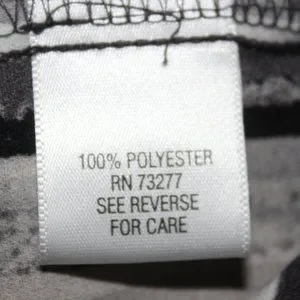 100% POLYESTER
RN 73277
SEE REVERSE
FOR CARE